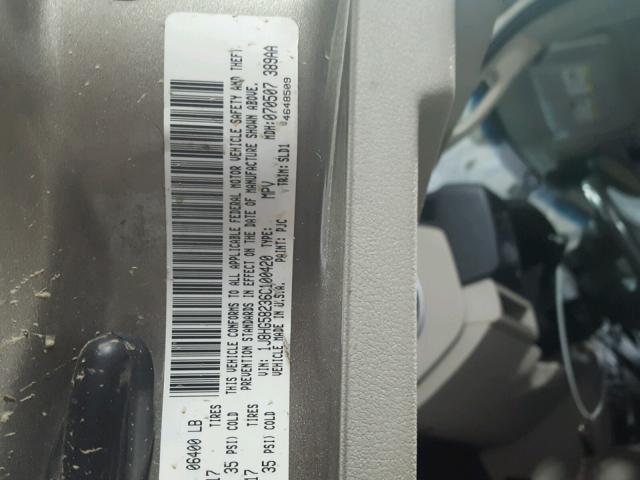 06400 LB
17 TIRES
35 PSI) COLD
17 TIRES
35 PSI) COLD
THIS VEHICLE CONFORMS TO ALL APPLICABLE FEDERAL MOTOR VEHICLE SAFETY AND THEFT
PREVENTION STANDARDS IN EFFECT ON THE DATE OF MANUFACTURE SHOWN ABOVE.
VIN: 1J8HG58236C100420 TYPE: MPV MDH:070507 389AA
VEHICLE MADE IN U.S.A. PAINT: PJC TRIM: SLD1 4648509